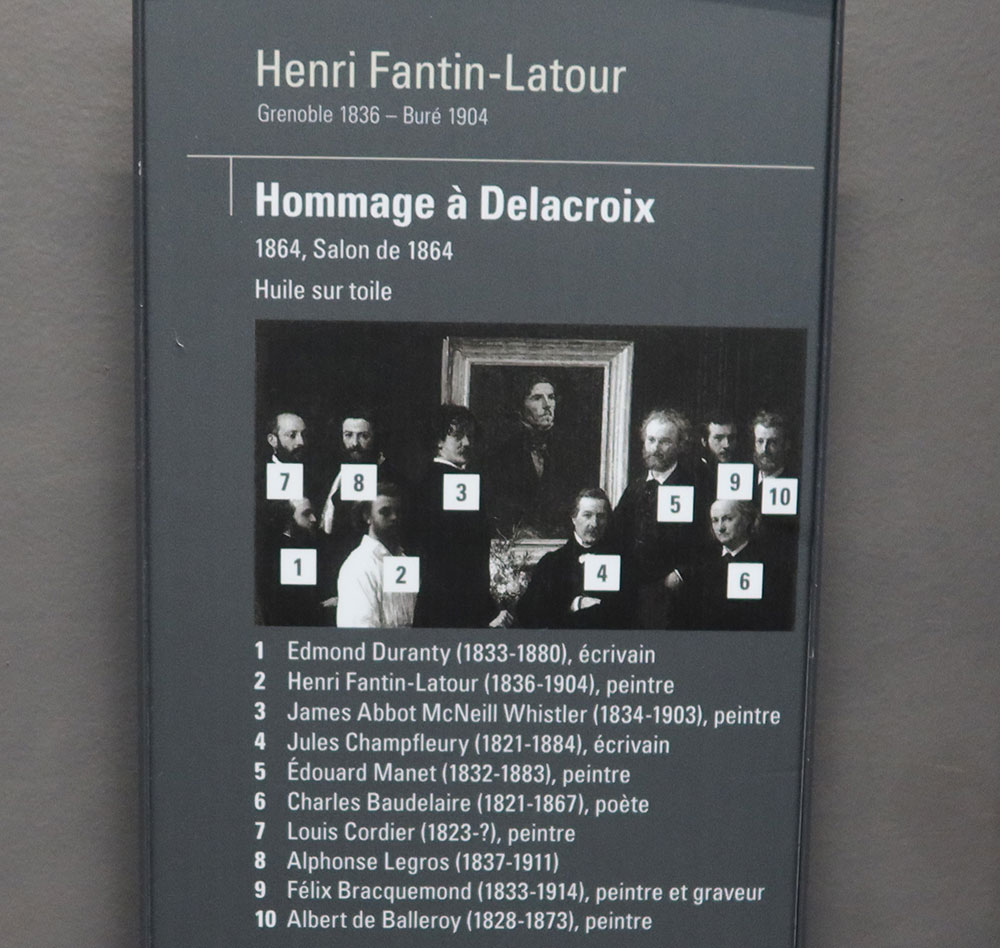 Henri Fantin-Latour
Grenoble 1836 – Buré 1904
Hommage à Delacroix
1864, Salon de 1864
Huile sur toile
7 8 3 5 9 10
1 2 4 6
1 Edmond Duranty (1833-1880), écrivain
2 Henri Fantin-Latour (1836-1904), peintre
3 James Abbot McNeill Whistler (1834-1903), peintre
4 Jules Champfleury (1821-1884), écrivain
5 Édouard Manet (1832-1883), peintre
6 Charles Baudelaire (1821-1867), poète
7 Louis Cordier (1823-?), peintre
8 Alphonse Legros (1837-1911)
9 Félix Bracquemond (1833-1914), peintre et graveur
10 Albert de Balleroy (1828-1873), peintre